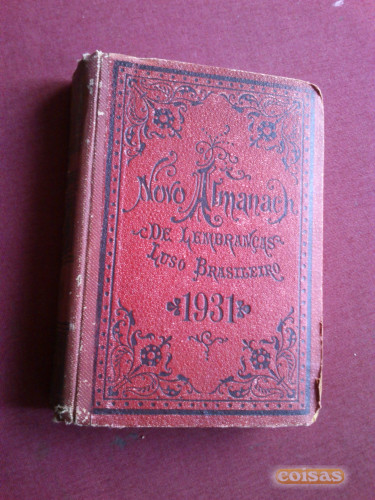 Novo Almanach
DE LEMBRANÇAS
LUSO BRASILEIRO
1931
coisas